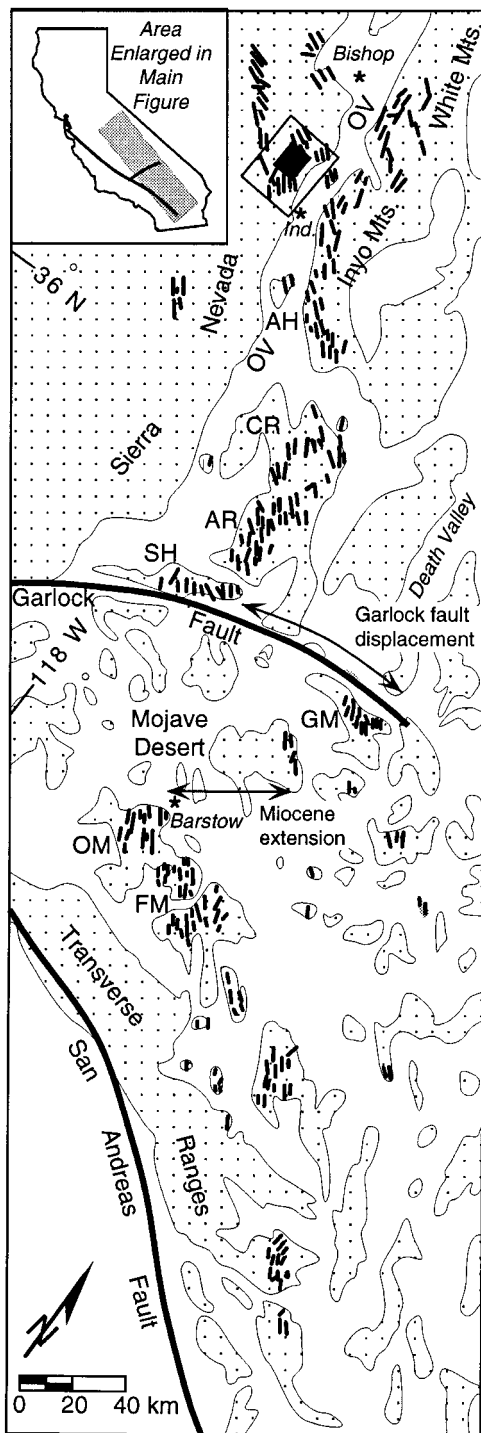 Area
Enlarged in
Main
Figure
Bishop
*
White Mts.
OV
*
Ind.
Inyo Mts.
36 °N
Nevada
AH
OV
Sierra
CR
AR
SH
Death Valley
Garlock
Fault
Garlock fault
displacement
118 W
GM
Mojave
Desert
*
Barstow
Miocene
extension
OM
FM
Transverse
Ranges
San
Andreas
Fault
N
0 20 40 km